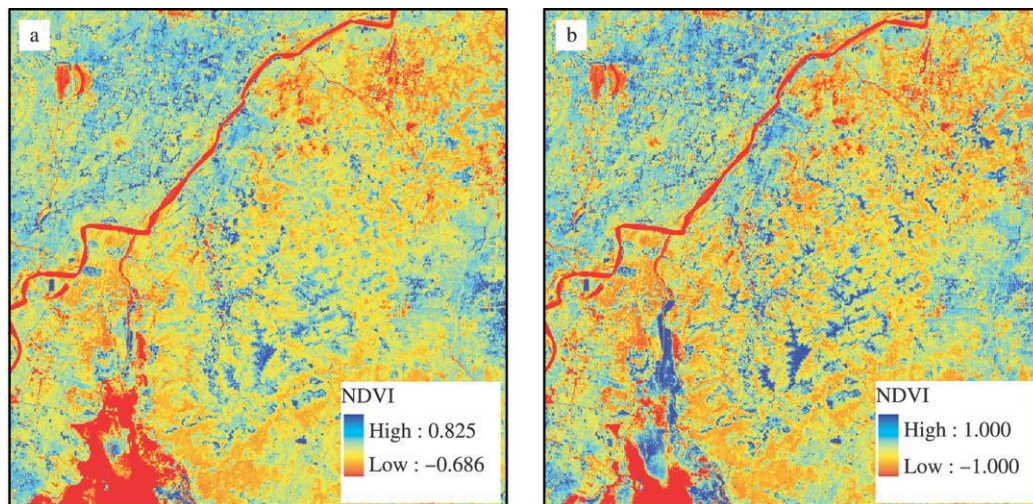 a
NDVI
High : 0.825
Low : −0.686
b
NDVI
High : 1.000
Low : −1.000